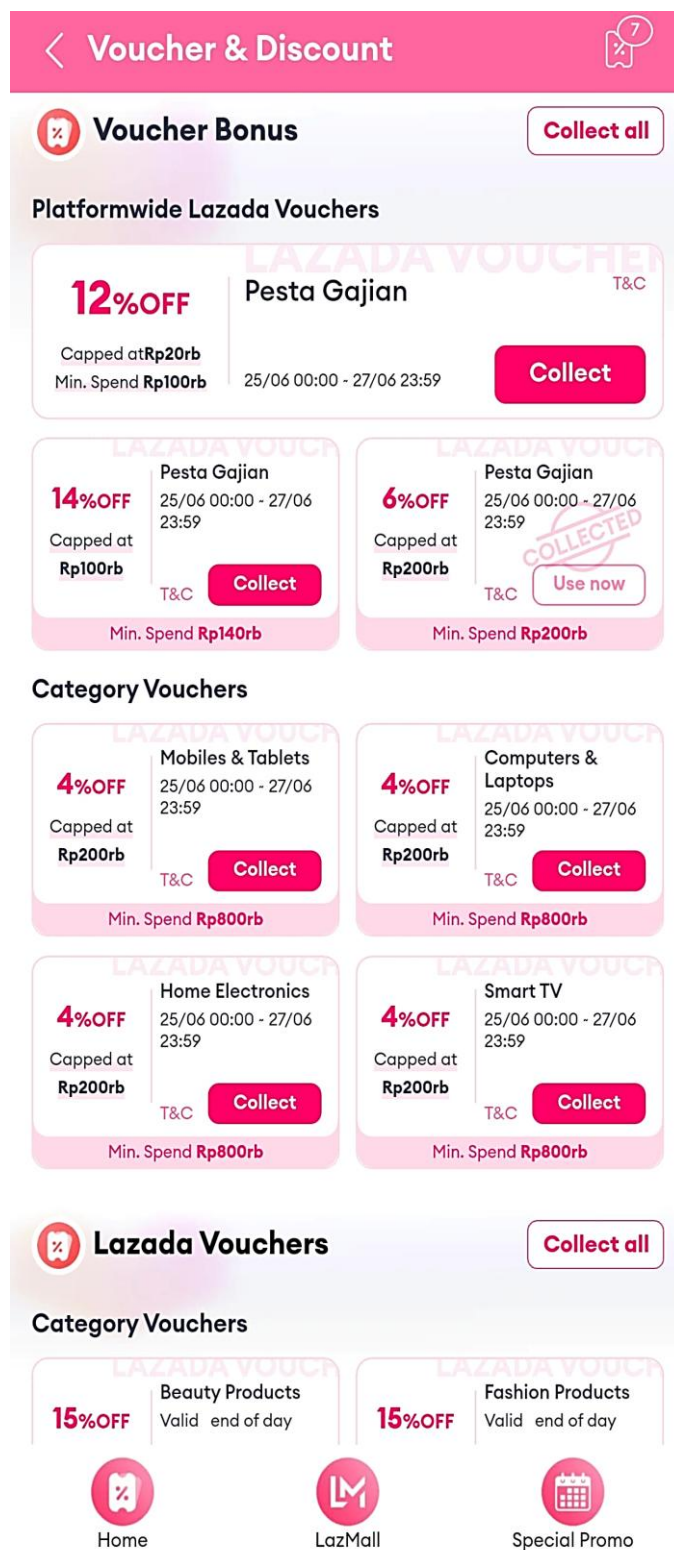 Voucher & Discount
7
Voucher Bonus
Collect all
Platformwide Lazada Vouchers
LAZADA VOUCHER
12%OFF
Capped atRp20rb
Min. Spend Rp100rb
Pesta Gajian
T&C
25/06 00:00 - 27/06 23:59
Collect
LAZADA VOUCH
14%OFF
Capped at
Rp100rb
Pesta Gajian
25/06 00:00 - 27/06
23:59
T&C
Collect
Min. Spend Rp140rb
LAZADA VOUCH
6%OFF
Capped at
Rp200rb
Pesta Gajian
25/06 00:00 - 27/06
23:59
COLLECTED
T&C
Use now
Min. Spend Rp200rb
Category Vouchers
LAZADA VOUCH
4%OFF
Capped at
Rp200rb
Mobiles & Tablets
25/06 00:00 - 27/06
23:59
T&C
Collect
Min. Spend Rp800rb
LAZADA VOUCH
4%OFF
Capped at
Rp200rb
Computers &
Laptops
25/06 00:00 - 27/06
23:59
T&C
Collect
Min. Spend Rp800rb
LAZADA VOUCH
4%OFF
Capped at
Rp200rb
Home Electronics
25/06 00:00 - 27/06
23:59
T&C
Collect
Min. Spend Rp800rb
LAZADA VOUCH
4%OFF
Capped at
Rp200rb
Smart TV
25/06 00:00 - 27/06
23:59
T&C
Collect
Min. Spend Rp800rb
Lazada Vouchers
Collect all
Category Vouchers
LAZADA VOUCH
15%OFF
Beauty Products
Valid end of day
LAZADA VOUCH
15%OFF
Fashion Products
Valid end of day
Home
LM
LazMall
Special Promo